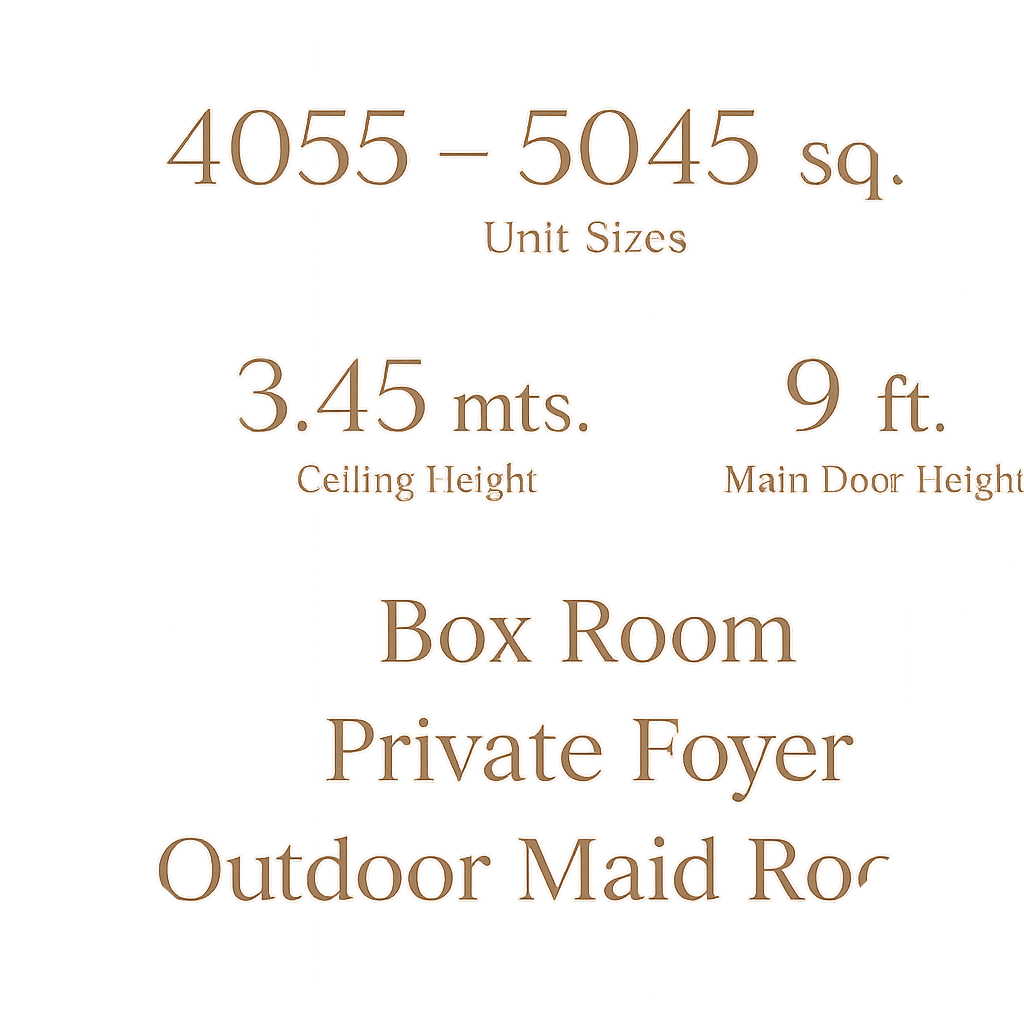 4055 – 5045 sq.
Unit Sizes
3.45 mts. 9 ft.
Ceiling Height Main Door Height
Box Room
Private Foyer
Outdoor Maid